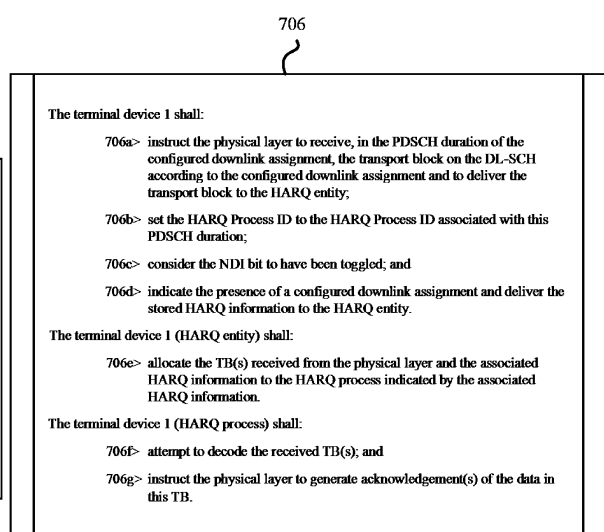 706
The terminal device 1 shall:
706a> instruct the physical layer to receive, in the PDSCH duration of the
configured downlink assignment, the transport block on the DL-SCH
according to the configured downlink assignment and to deliver the
transport block to the HARQ entity;
706b> set the HARQ Process ID to the HARQ Process ID associated with this
PDSCH duration;
706c> consider the NDI bit to have been toggled; and
706d> indicate the presence of a configured downlink assignment and deliver the
stored HARQ information to the HARQ entity.
The terminal device 1 (HARQ entity) shall:
706e> allocate the TB(s) received from the physical layer and the associated
HARQ information to the HARQ process indicated by the associated
HARQ information.
The terminal device 1 (HARQ process) shall:
706f> attempt to decode the received TB(s); and
706g> instruct the physical layer to generate acknowledgement(s) of the data in
this TB.